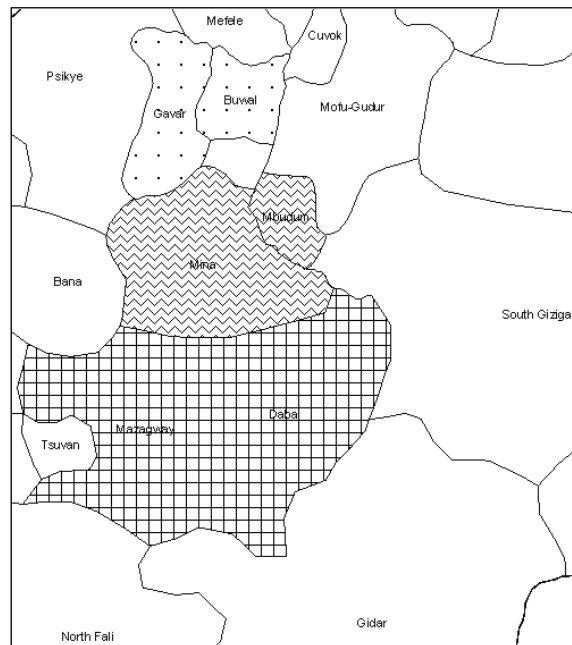 Mefele
Cuvok
Psikye
Gavar
Buwal
Mofu-Gudur
Mbudum
Mina
Bana
South Giziga
Daba
Mazagway
Tsuvan
Gidar
North Fali